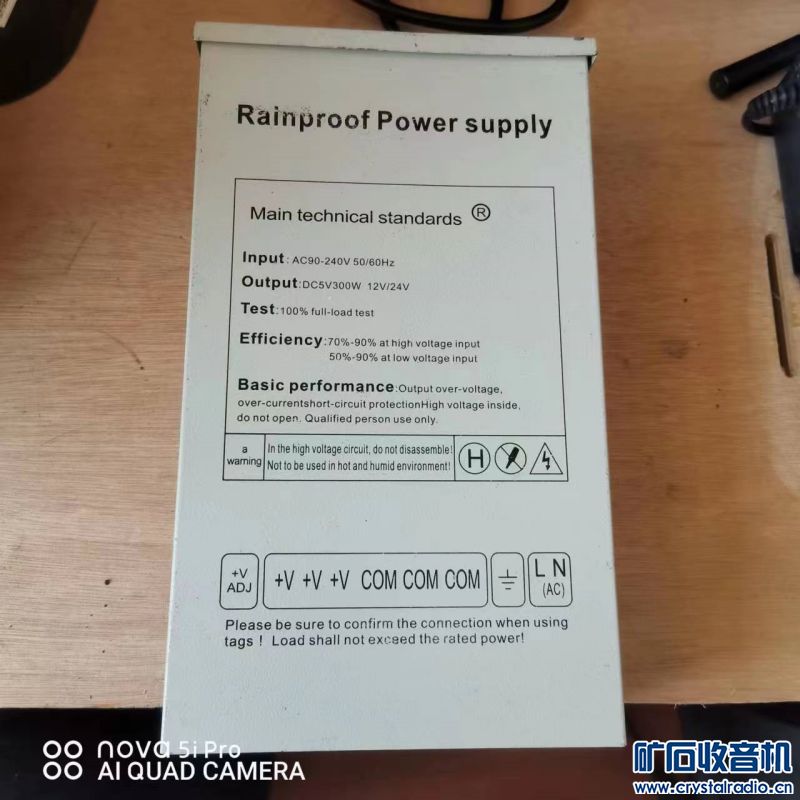 Rainproof Power supply
Main technical standards ®
Input: AC90-240V 50/60Hz
Output:DC5V300W 12V/24V
Test:100% full-load test
Efficiency:70%-90% at high voltage input
50%-90% at low voltage input
Basic performance:Output over-voltage,
over-currentshort-circuit protectionHigh voltage inside,
do not open. Qualified person use only.
a
warning
In the high voltage circuit, do not disassemble!
Not to be used in hot and humid environment!
H
+V
ADJ
+V +V +V COM COM COM
L N
(AC)
Please be sure to confirm the connection when using
tags ! Load shall not exceed the rated power!
nova 5i Pro
AI QUAD CAMERA
矿石收音机
www.crystalradio.cn